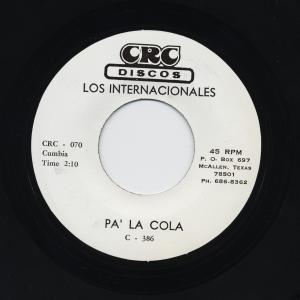 CRC
DISCOS
LOS INTERNACIONALES
CRC - 070
Cumbia
Time 2:10
45 RPM
P. O. BOX 697
MCALLEN, TEXAS
78501
PH. 686-8362
PA' LA COLA
C - 386